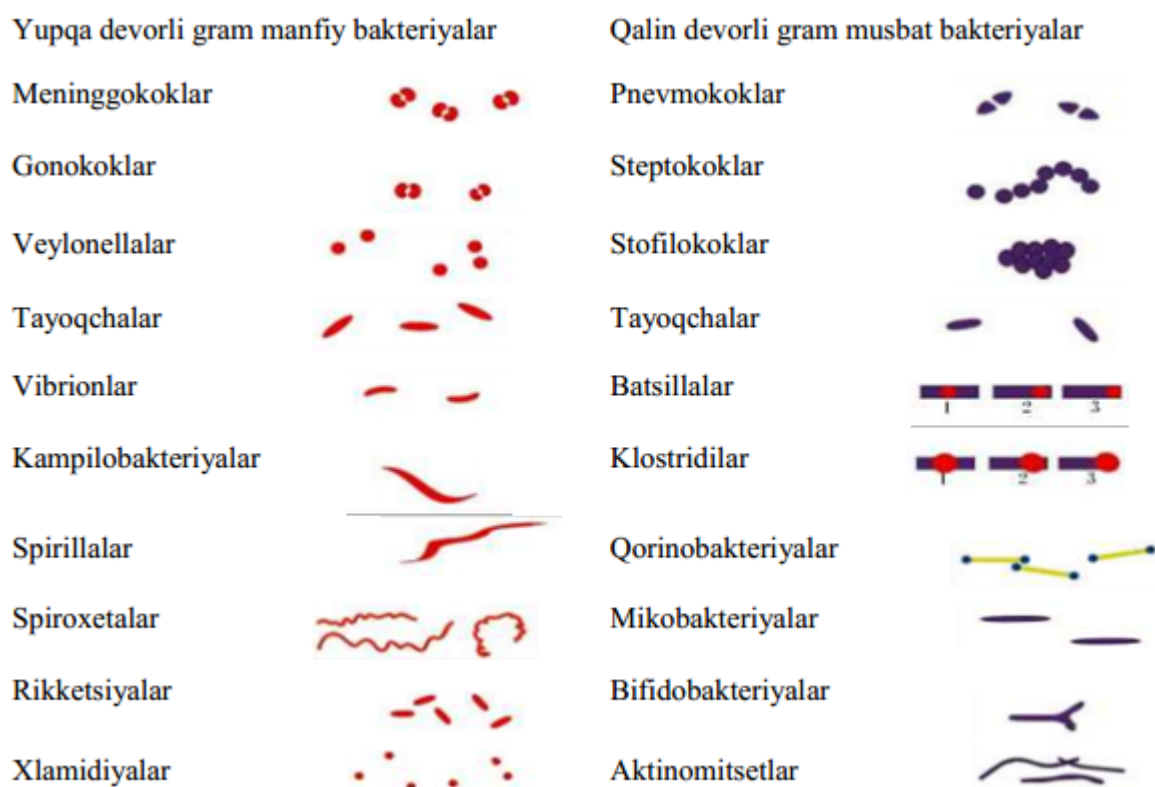 Yupqa devorli gram manfiy bakteriyalar
Qalin devorli gram musbat bakteriyalar
Meninggokoklar
Pnevmokoklar
Gonokoklar
Steptokoklar
Veylonellalar
Stofilokoklar
Tayoqchalar
Tayoqchalar
Vibrionlar
Batsillalar
1 2 3
Kampilobakteriyalar
Klostridilar
1 2 3
Spirillalar
Qorinobakteriyalar
Spiroxetalar
Mikobakteriyalar
Rikketsiyalar
Bifidobakteriyalar
Xlamidiyalar
Aktinomitsetlar